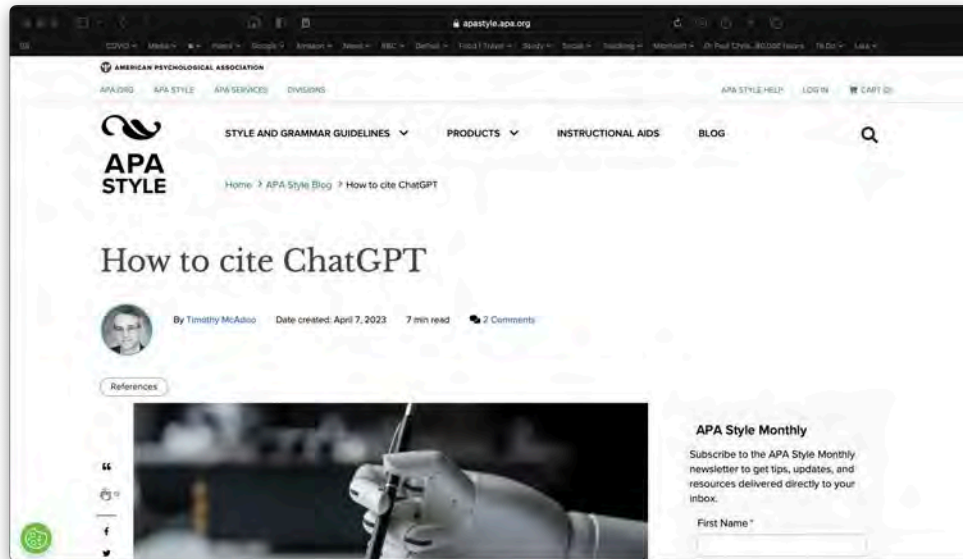 apastyle.apa.org
AMERICAN PSYCHOLOGICAL ASSOCIATION
APA.ORG APA STYLE APA SERVICES DIVISIONS
APA STYLE HELP LOG IN CART (0)
APA STYLE
STYLE AND GRAMMAR GUIDELINES PRODUCTS INSTRUCTIONAL AIDS BLOG
Home > APA Style Blog > How to cite ChatGPT
How to cite ChatGPT
By Timothy McAdoo Date created: April 7, 2023 7 min read 2 Comments
References
APA Style Monthly
Subscribe to the APA Style Monthly
newsletter to get tips, updates, and
resources delivered directly to your
inbox.
First Name *